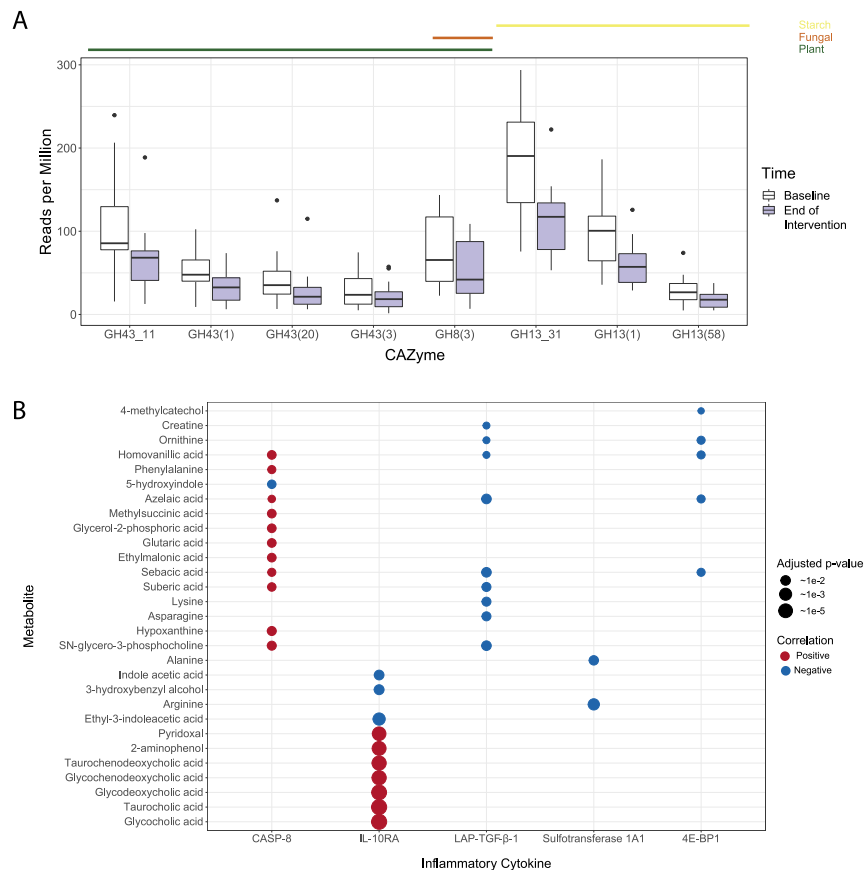 A
Starch
Fungal
Plant
300
200
100
0
Reads per Million
GH43_11 GH43(1) GH43(20) GH43(3) GH8(3) GH13_31 GH13(1) GH13(58)
CAZyme
Time
Baseline
End of
Intervention
B
4-methylcatechol
Creatine
Ornithine
Homovanillic acid
Phenylalanine
5-hydroxyindole
Azelaic acid
Methylsuccinic acid
Glycerol-2-phosphoric acid
Glutaric acid
Ethylmalonic acid
Sebacic acid
Suberic acid
Lysine
Asparagine
Hypoxanthine
SN-glycero-3-phosphocholine
Alanine
Indole acetic acid
3-hydroxybenzyl alcohol
Arginine
Ethyl-3-indoleacetic acid
Pyridoxal
2-aminophenol
Taurochenodeoxycholic acid
Glycochenodeoxycholic acid
Glycodeoxycholic acid
Taurocholic acid
Glycocholic acid
Metabolite
CASP-8 IL-10RA LAP-TGF-β-1 Sulfotransferase 1A1 4E-BP1
Inflammatory Cytokine
Adjusted p-value
~1e-2
~1e-3
~1e-5
Correlation
Positive
Negative